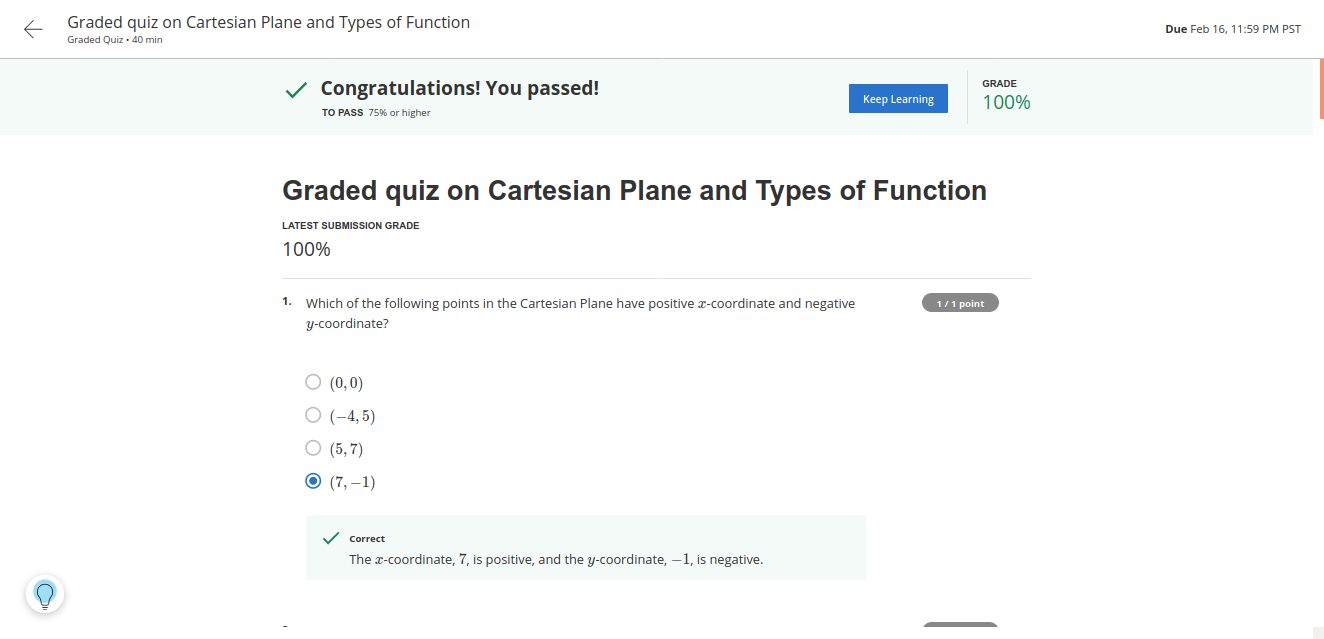 Graded quiz on Cartesian Plane and Types of Function
Graded Quiz • 40 min
Due Feb 16, 11:59 PM PST
Congratulations! You passed!
TO PASS 75% or higher
Keep Learning
GRADE
100%
Graded quiz on Cartesian Plane and Types of Function
LATEST SUBMISSION GRADE
100%
1. Which of the following points in the Cartesian Plane have positive x-coordinate and negative
y-coordinate?
1 / 1 point
(0, 0)
(−4, 5)
(5, 7)
(7, −1)
Correct
The x-coordinate, 7, is positive, and the y-coordinate, −1, is negative.